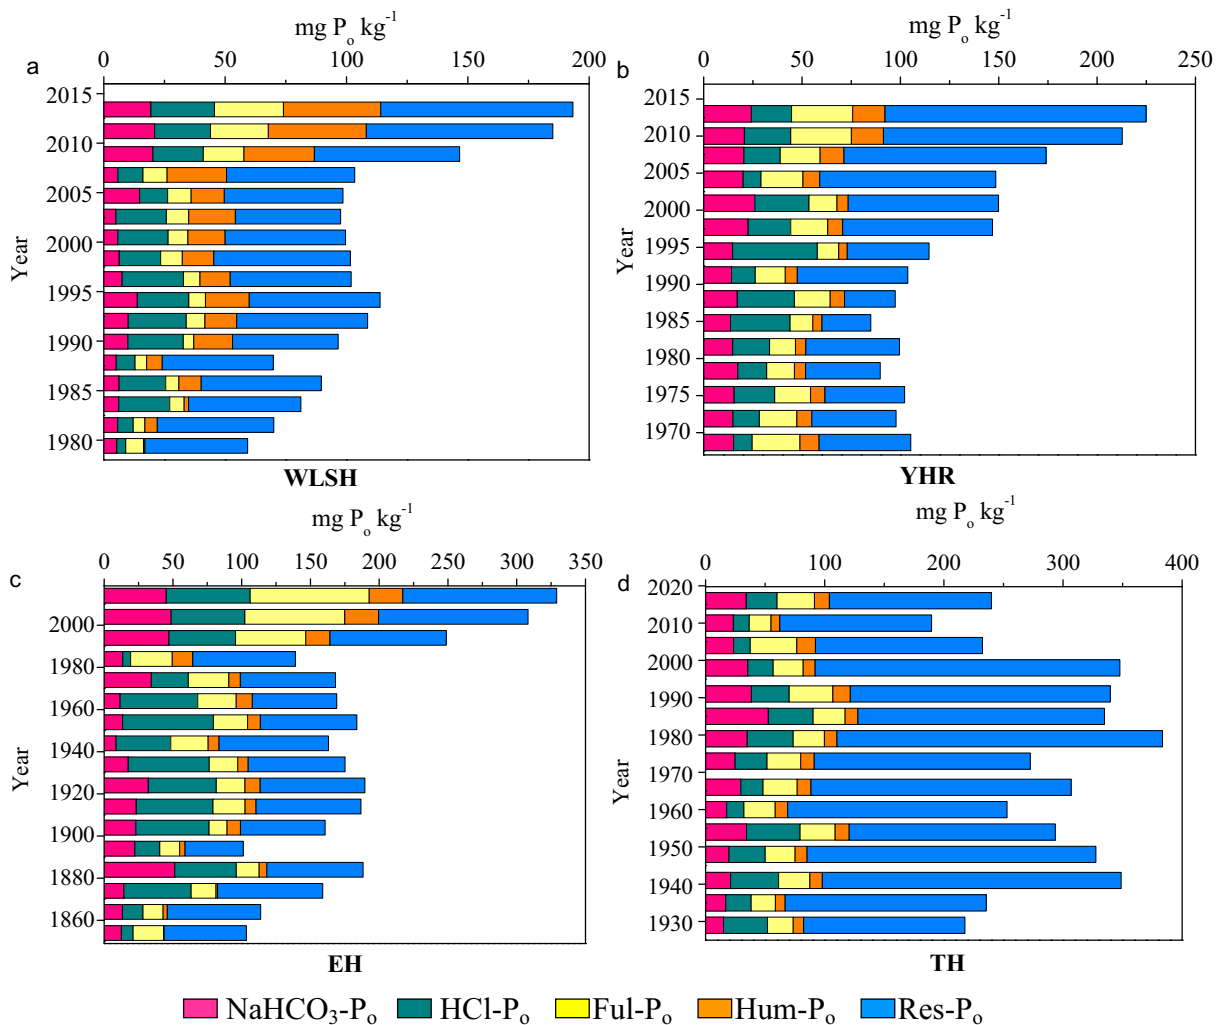 mg Pₒ kg⁻¹
a
0 50 100 150 200
Year
2015
2010
2005
2000
1995
1990
1985
1980
WLSH
mg Pₒ kg⁻¹
b
0 50 100 150 200 250
Year
2015
2010
2005
2000
1995
1990
1985
1980
1975
1970
YHR
mg Pₒ kg⁻¹
c
0 50 100 150 200 250 300 350
Year
2000
1980
1960
1940
1920
1900
1880
1860
EH
mg Pₒ kg⁻¹
d
0 100 200 300 400
Year
2020
2010
2000
1990
1980
1970
1960
1950
1940
1930
TH
NaHCO₃-Pₒ HCl-Pₒ Ful-Pₒ Hum-Pₒ Res-Pₒ